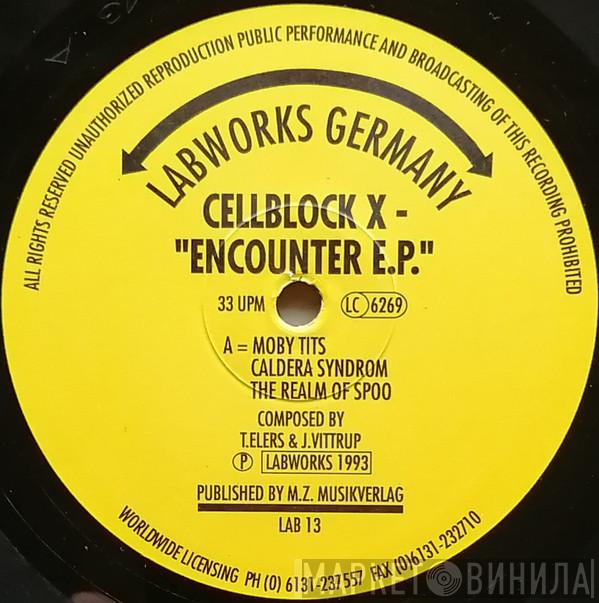 ALL RIGHTS RESERVED UNAUTHORIZED REPRODUCTION PUBLIC PERFORMANCE AND BROADCASTING OF THIS RECORDING PROHIBITED
LABWORKS GERMANY
CELLBLOCK X -
"ENCOUNTER E.P."
33 UPM LC 6269
A = MOBY TITS
CALDERA SYNDROM
THE REALM OF SPOO
COMPOSED BY
T.ELERS & J.VITTRUP
Ⓟ LABWORKS 1993
PUBLISHED BY M.Z. MUSIKVERLAG
LAB 13
WORLDWIDE LICENSING PH (0) 6131-237557 FAX (0)6131-232710
МАРКЕТ ВИНИЛА